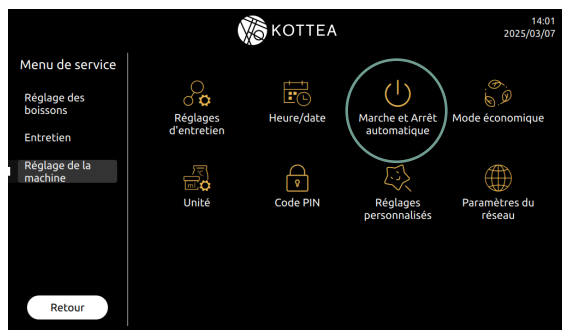 KOTTEA
14:01
2025/03/07
Menu de service
Réglage des
boissons
Entretien
Réglage de la
machine
Retour
Réglages
d'entretien
Heure/date
Marche et Arrêt
automatique
Mode économique
Unité
Code PIN
Réglages
personnalisés
Paramètres du
réseau